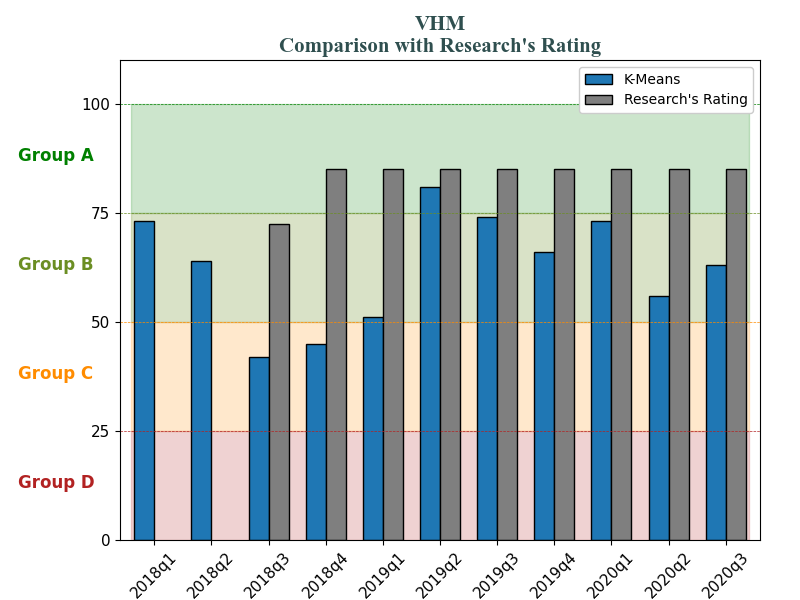 VHM
Comparison with Research's Rating
K-Means
Research's Rating
100
Group A
75
Group B
50
Group C
25
Group D
0
2018q1
2018q2
2018q3
2018q4
2019q1
2019q2
2019q3
2019q4
2020q1
2020q2
2020q3